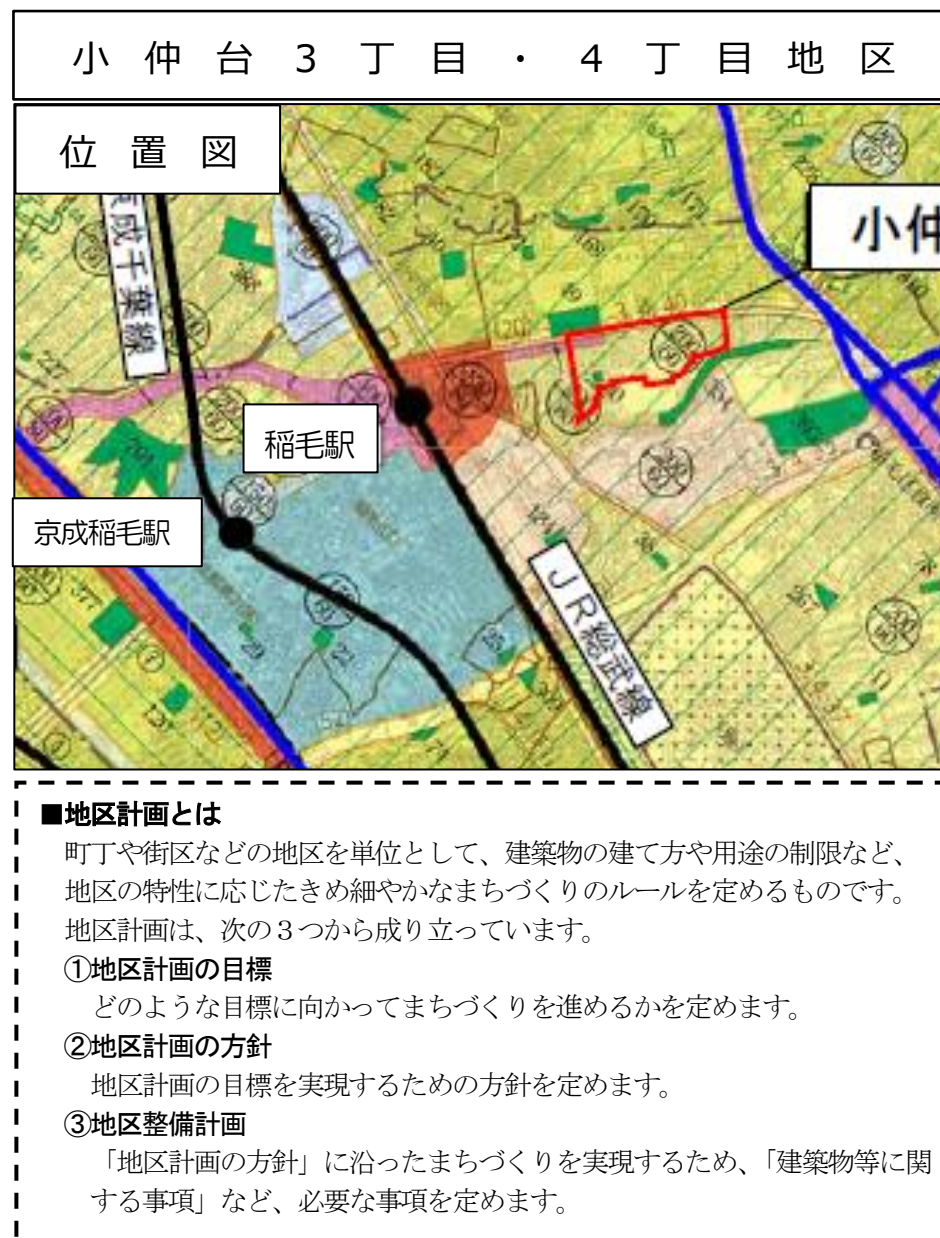 小仲台3丁目・4丁目地区
位置図
京成千葉線
小仲
稲毛駅
京成稲毛駅
JR総武線
■地区計画とは
町丁や街区などの地区を単位として、建築物の建て方や用途の制限など、
地区の特性に応じたきめ細やかなまちづくりのルールを定めるものです。
地区計画は、次の３つから成り立っています。
①地区計画の目標
どのような目標に向かってまちづくりを進めるかを定めます。
②地区計画の方針
地区計画の目標を実現するための方針を定めます。
③地区整備計画
「地区計画の方針」に沿ったまちづくりを実現するため、「建築物等に関
する事項」など、必要な事項を定めます。